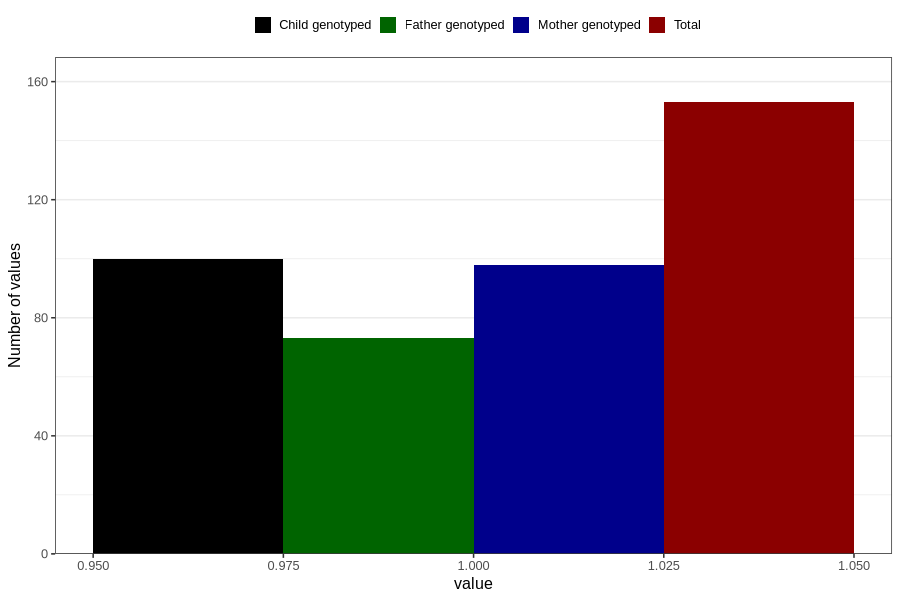 Child genotyped Father genotyped Mother genotyped Total
160
120
80
40
0
Number of values
0.950 0.975 1.000 1.025 1.050
value